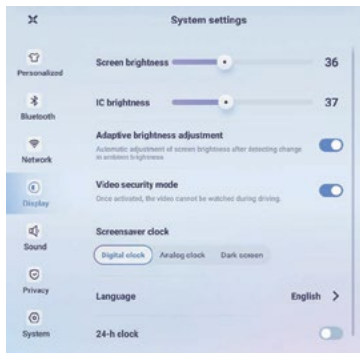 System settings
Personalized
Bluetooth
Network
Display
Sound
Privacy
System
Screen brightness 36
IC brightness 37
Adaptive brightness adjustment
Automatic adjustment of screen brightness after detecting change
in ambient brightness
Video security mode
Once activated, the video cannot be watched during driving.
Screensaver clock
Digital clock Analog clock Dark screen
Language English
24-h clock